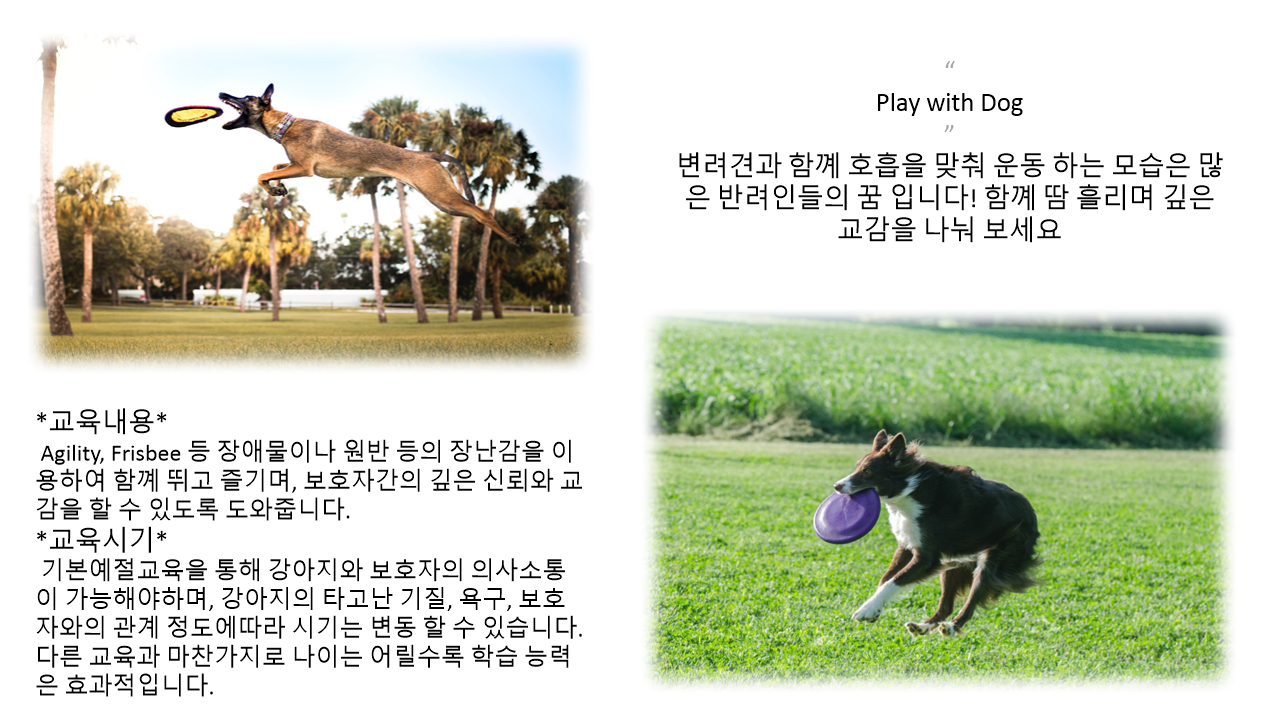 “
Play with Dog
”
변려견과 함꼐 호흡을 맞춰 운동 하는 모습은 많
은 반려인들의 꿈 입니다! 함꼐 땀 흘리며 깊은
교감을 나눠 보세요
*교육내용*
Agility, Frisbee 등 장애물이나 원반 등의 장난감을 이
용하여 함께 뛰고 즐기며, 보호자간의 깊은 신뢰와 교
감을 할 수 있도록 도와줍니다.
*교육시기*
기본예절교육을 통해 강아지와 보호자의 의사소통
이 가능해야하며, 강아지의 타고난 기질, 욕구, 보호
자와의 관계 정도에따라 시기는 변동 할 수 있습니다.
다른 교육과 마찬가지로 나이는 어릴수록 학습 능력
은 효과적입니다.